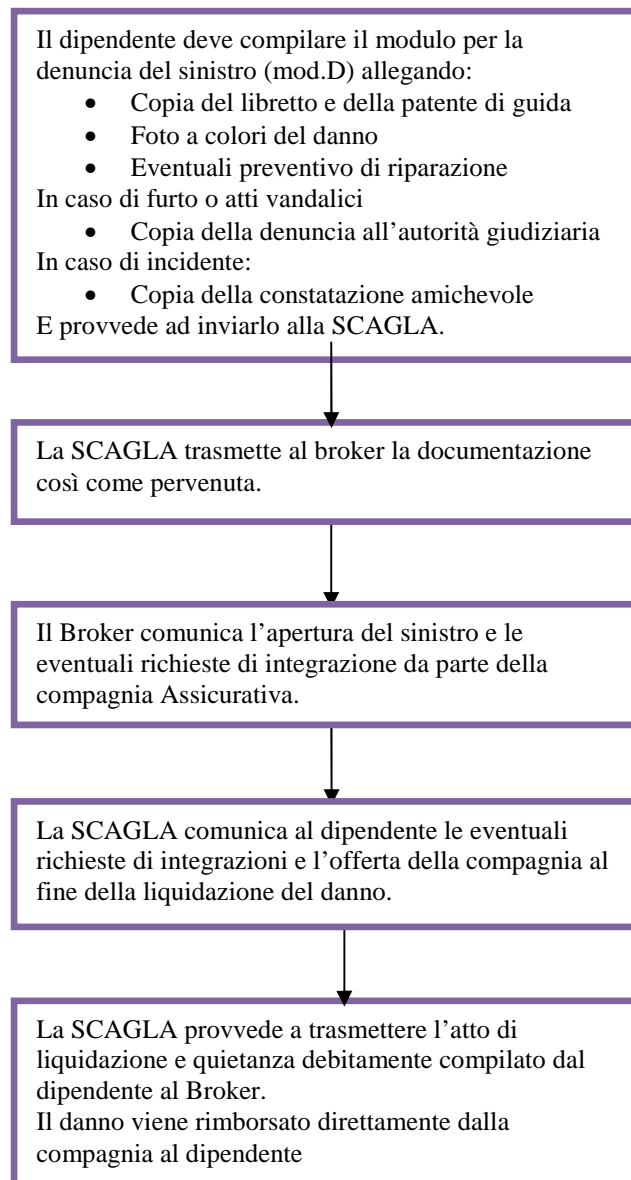 Il dipendente deve compilare il modulo per la
denuncia del sinistro (mod.D) allegando:
• Copia del libretto e della patente di guida
• Foto a colori del danno
• Eventuali preventivo di riparazione
In caso di furto o atti vandalici
• Copia della denuncia all’autorità giudiziaria
In caso di incidente:
• Copia della constatazione amichevole
E provvede ad inviarlo alla SCAGLA.
La SCAGLA trasmette al broker la documentazione
così come pervenuta.
Il Broker comunica l’apertura del sinistro e le
eventuali richieste di integrazione da parte della
compagnia Assicurativa.
La SCAGLA comunica al dipendente le eventuali
richieste di integrazioni e l’offerta della compagnia al
fine della liquidazione del danno.
La SCAGLA provvede a trasmettere l’atto di
liquidazione e quietanza debitamente compilato dal
dipendente al Broker.
Il danno viene rimborsato direttamente dalla
compagnia al dipendente